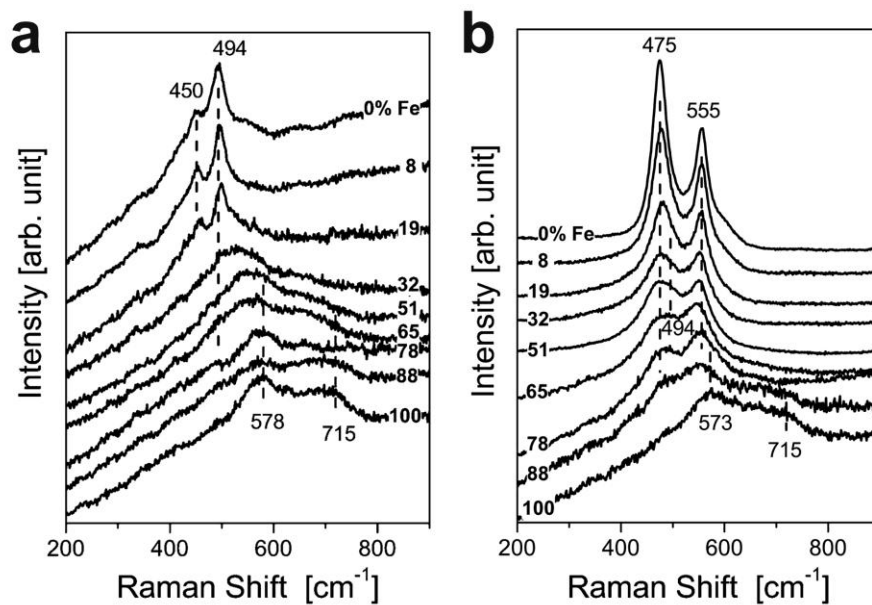 a
494
450
0% Fe
8
19
32
51
65
78
88
100
578
715
Intensity [arb. unit]
200 400 600 800
Raman Shift [cm⁻¹]
b
475
555
0% Fe
8
19
32
51
494
65
78
573
88
715
100
Intensity [arb. unit]
200 400 600 800
Raman Shift [cm⁻¹]